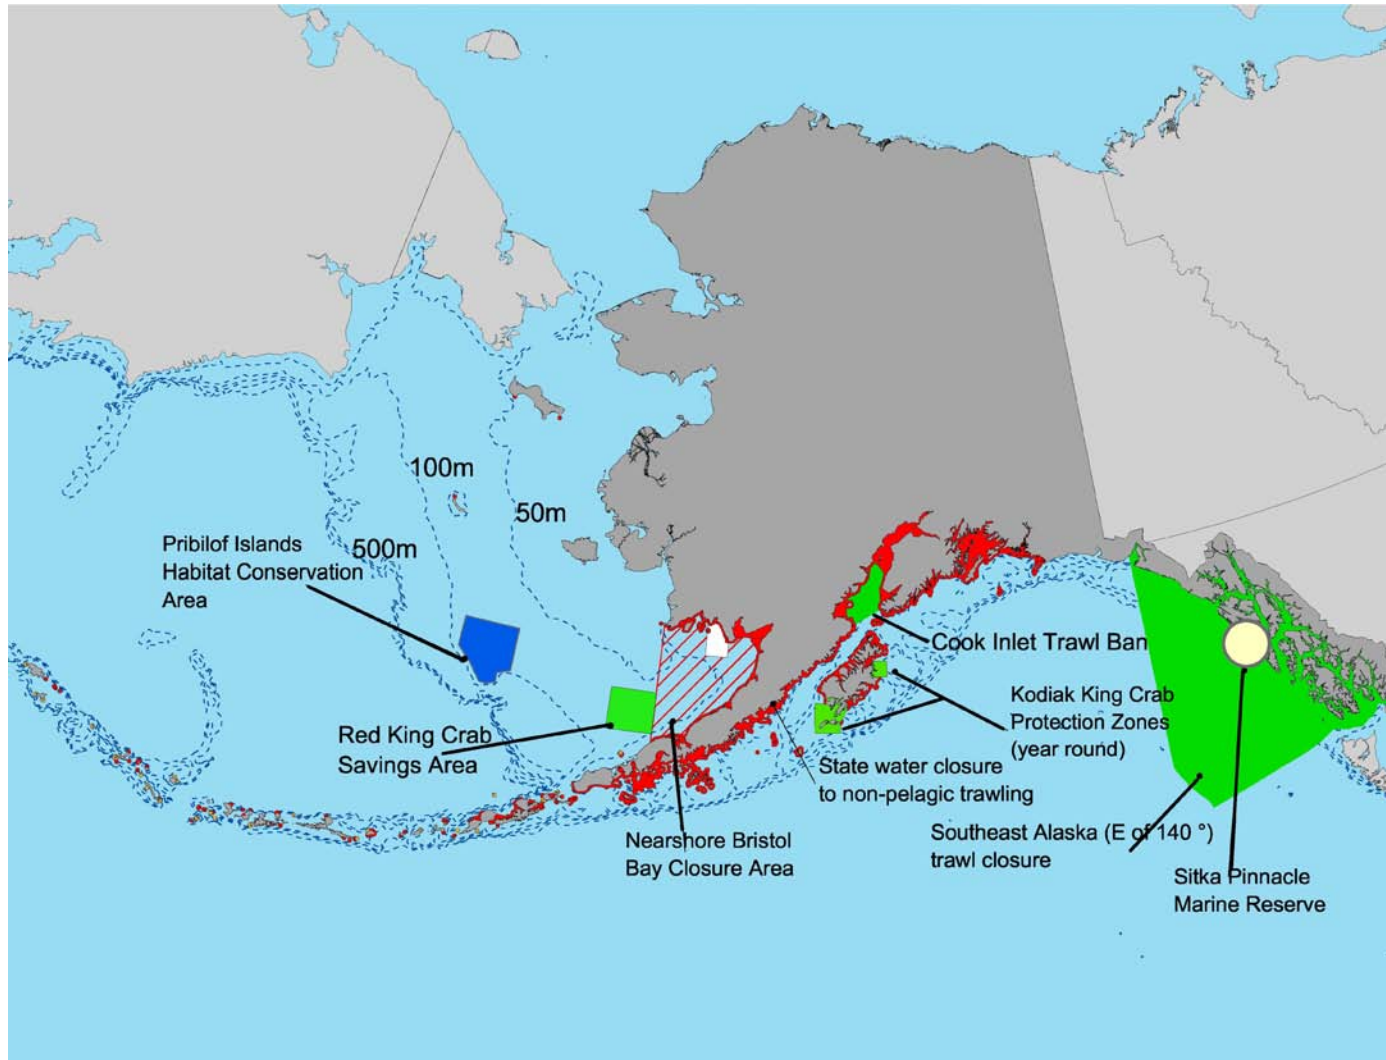 100m
50m
500m
Pribilof Islands
Habitat Conservation
Area
Cook Inlet Trawl Ban
Kodiak King Crab
Protection Zones
(year round)
Red King Crab
Savings Area
State water closure
to non-pelagic trawling
Nearshore Bristol
Bay Closure Area
Southeast Alaska (E of 140 °)
trawl closure
Sitka Pinnacle
Marine Reserve